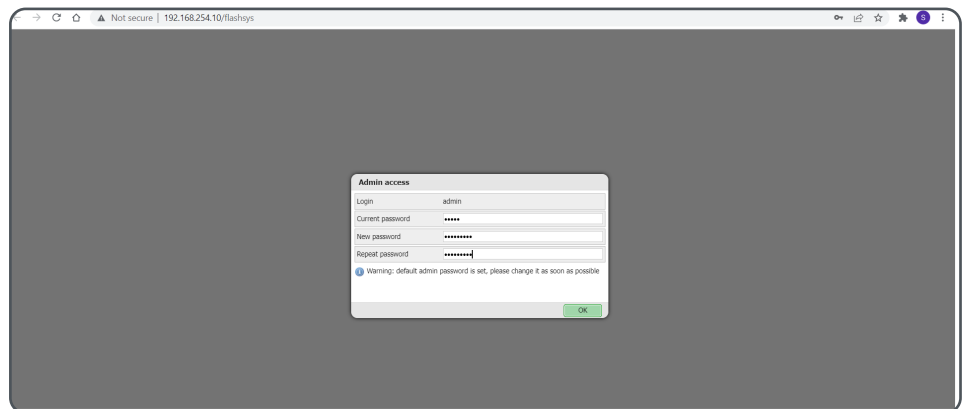 Not secure | 192.168.254.10/flashsys
S
Admin access
Login admin
Current password •••••
New password •••••••••
Repeat password •••••••••
Warning: default admin password is set, please change it as soon as possible
OK